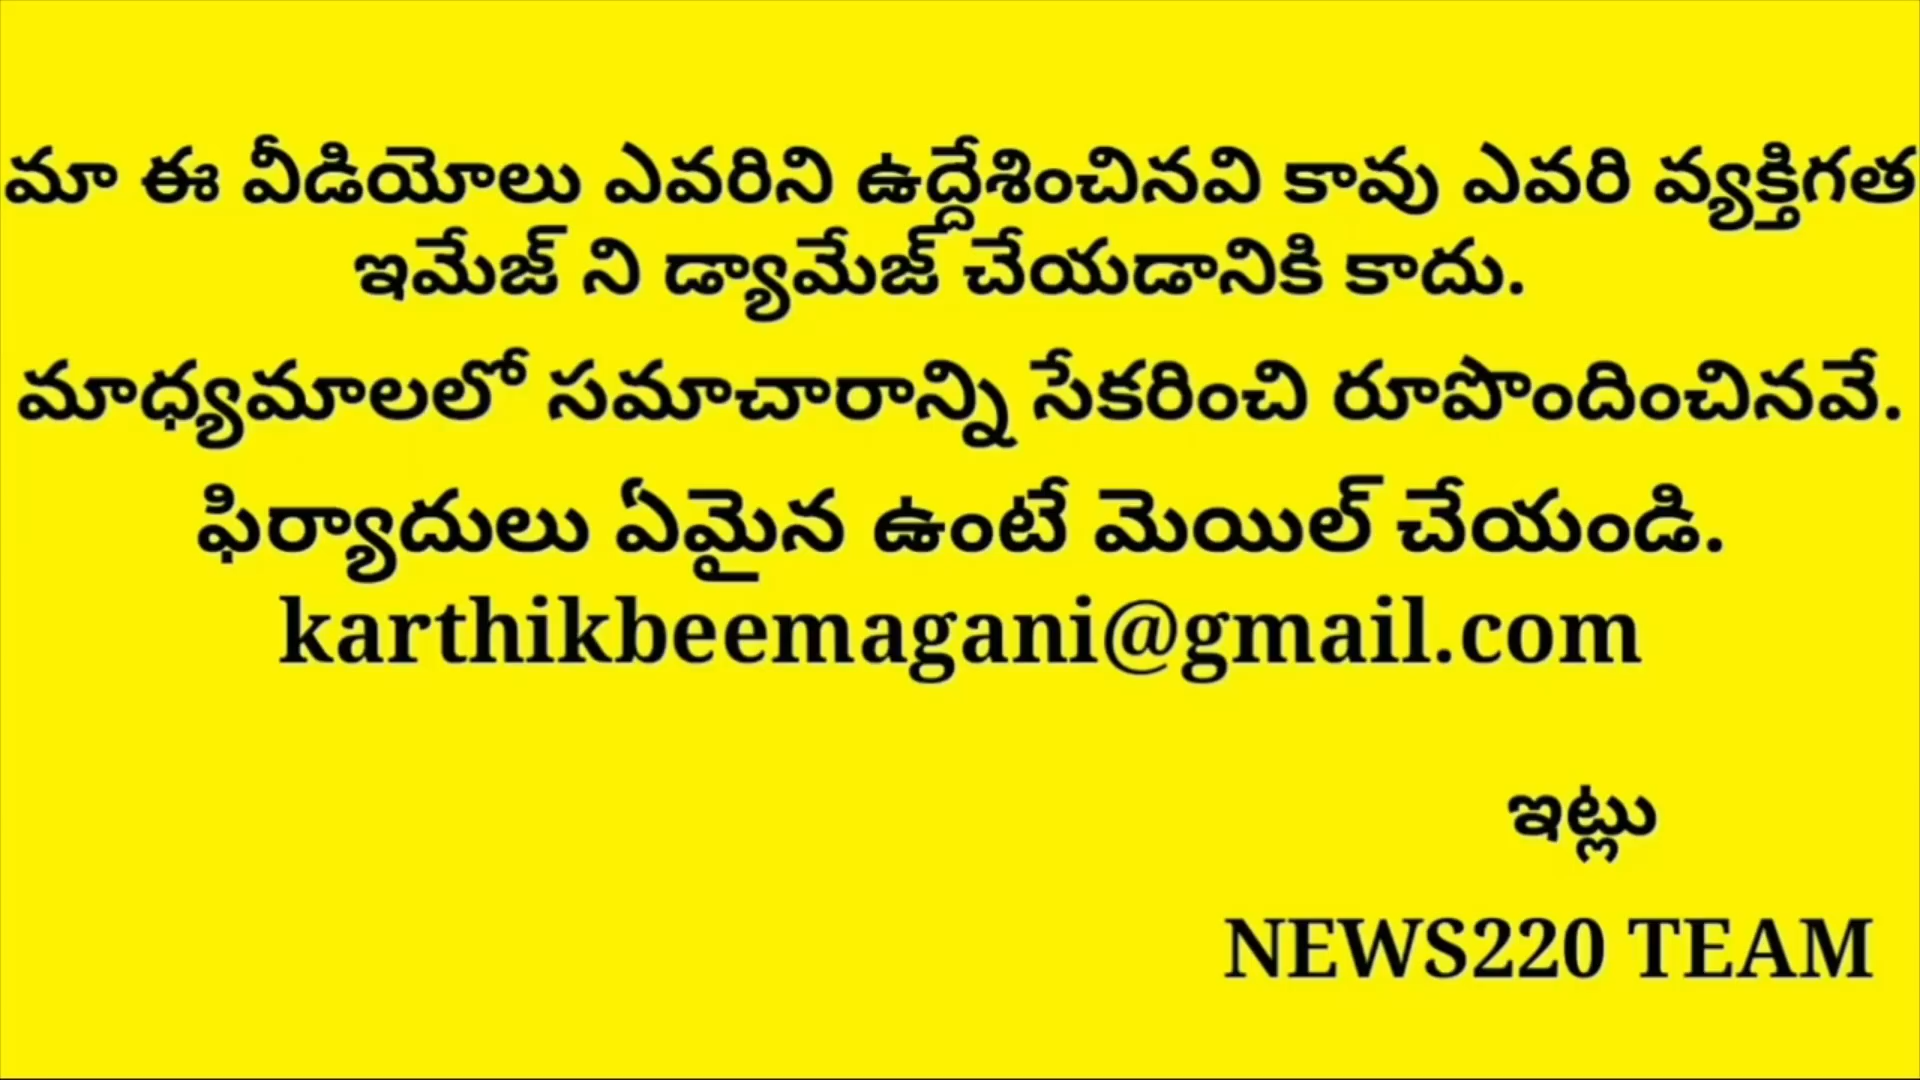 మా ఈ వీడియోలు ఎవరిని ఉద్దేశించినవి కావు ఎవరి వ్యక్తిగత
ఇమేజ్ ని డ్యామేజ్ చేయడానికి కాదు.
మాధ్యమాలలో సమాచారాన్ని సేకరించి రూపొందించినవే.
ఫిర్యాదులు ఏమైన ఉంటే మెయిల్ చేయండి.
karthikbeemagani@gmail.com
ఇట్లు
NEWS220 TEAM